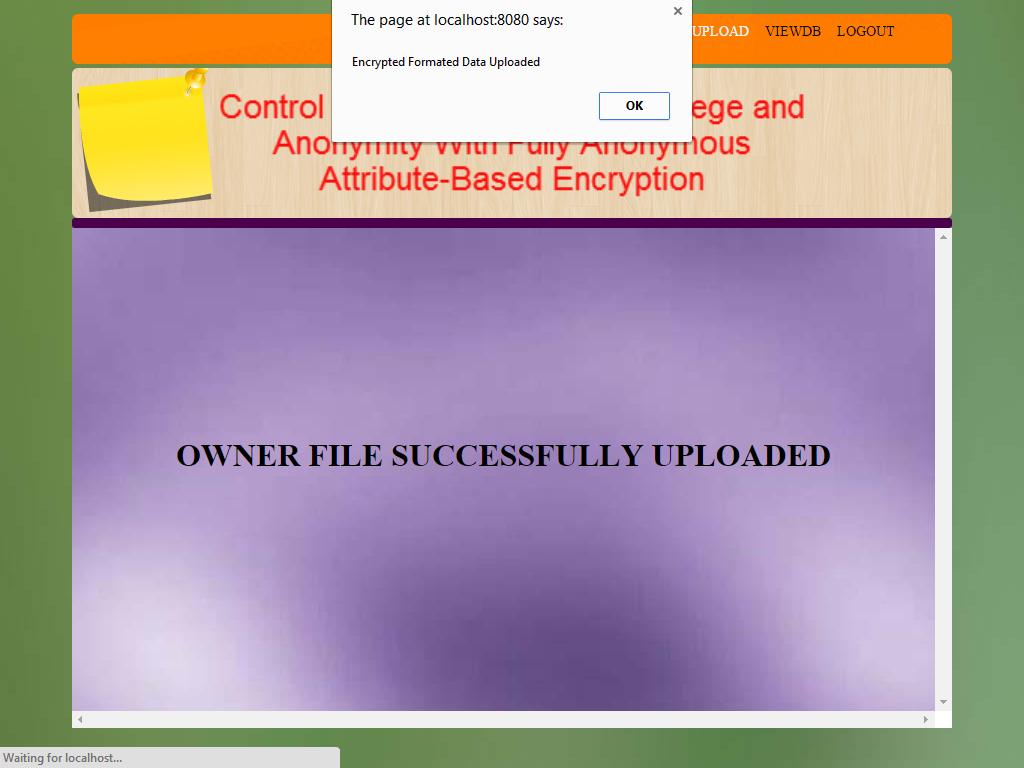 The page at localhost:8080 says:
Encrypted Formated Data Uploaded
OK
UPLOAD VIEWDB LOGOUT
Control ege and
Anonymity With Fully Anonymous
Attribute-Based Encryption
OWNER FILE SUCCESSFULLY UPLOADED
Waiting for localhost...